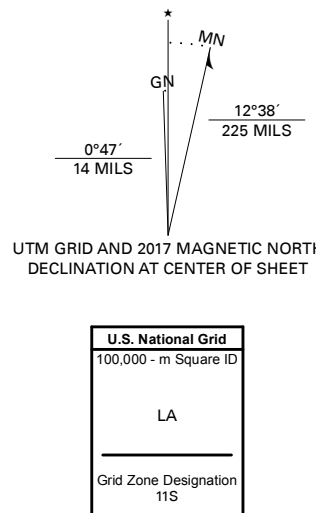 ★
MN
GN
12°38´
225 MILS
0°47´
14 MILS
UTM GRID AND 2017 MAGNETIC NORTH
DECLINATION AT CENTER OF SHEET
U.S. National Grid
100,000 - m Square ID
LA
Grid Zone Designation
11S